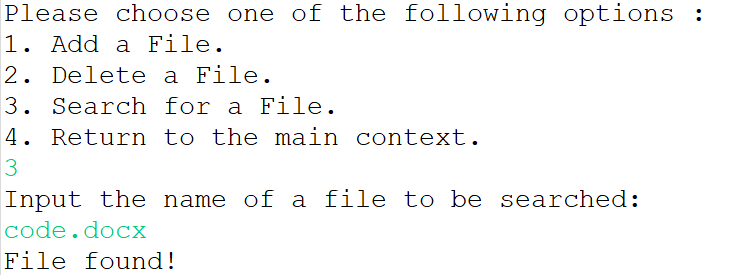 Please choose one of the following options :
1. Add a File.
2. Delete a File.
3. Search for a File.
4. Return to the main context.
3
Input the name of a file to be searched:
code.docx
File found!